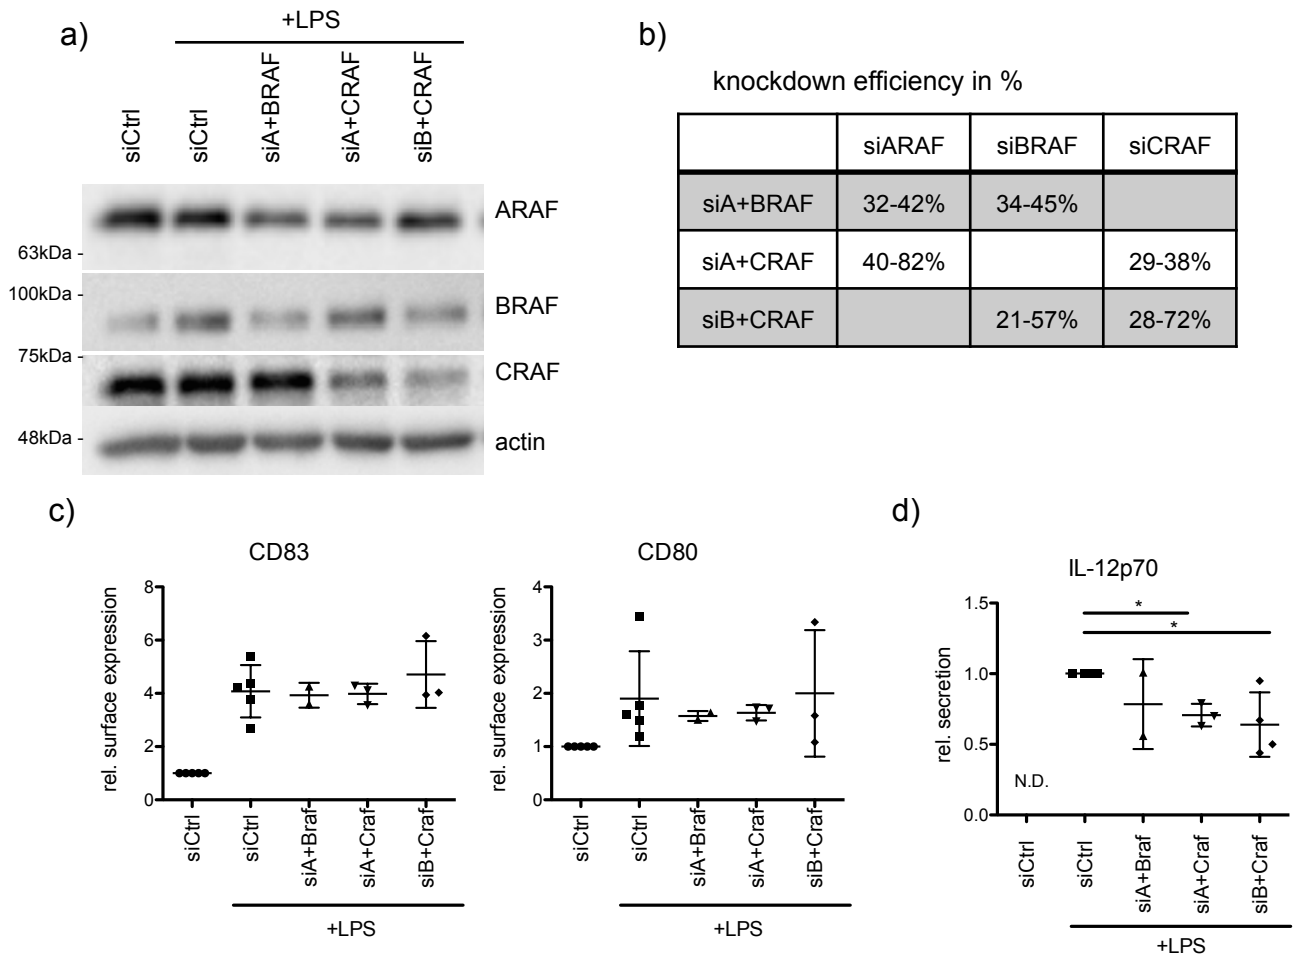 a)
+LPS
siCtrl
siCtrl
siA+BRAF
siA+CRAF
siB+CRAF
ARAF
63kDa -
100kDa -
BRAF
75kDa -
CRAF
48kDa -
actin
b)
knockdown efficiency in %
siARAF siBRAF siCRAF
siA+BRAF 32-42% 34-45%
siA+CRAF 40-82% 29-38%
siB+CRAF 21-57% 28-72%
c)
CD83
rel. surface expression
8
6
4
2
0
siCtrl
siCtrl
siA+Braf
siA+Craf
siB+Craf
+LPS
CD80
rel. surface expression
4
3
2
1
0
siCtrl
siCtrl
siA+Braf
siA+Craf
siB+Craf
+LPS
d)
IL-12p70
rel. secretion
1.5
1.0
0.5
0.0
*
*
N.D.
siCtrl
siCtrl
siA+Braf
siA+Craf
siB+Craf
+LPS